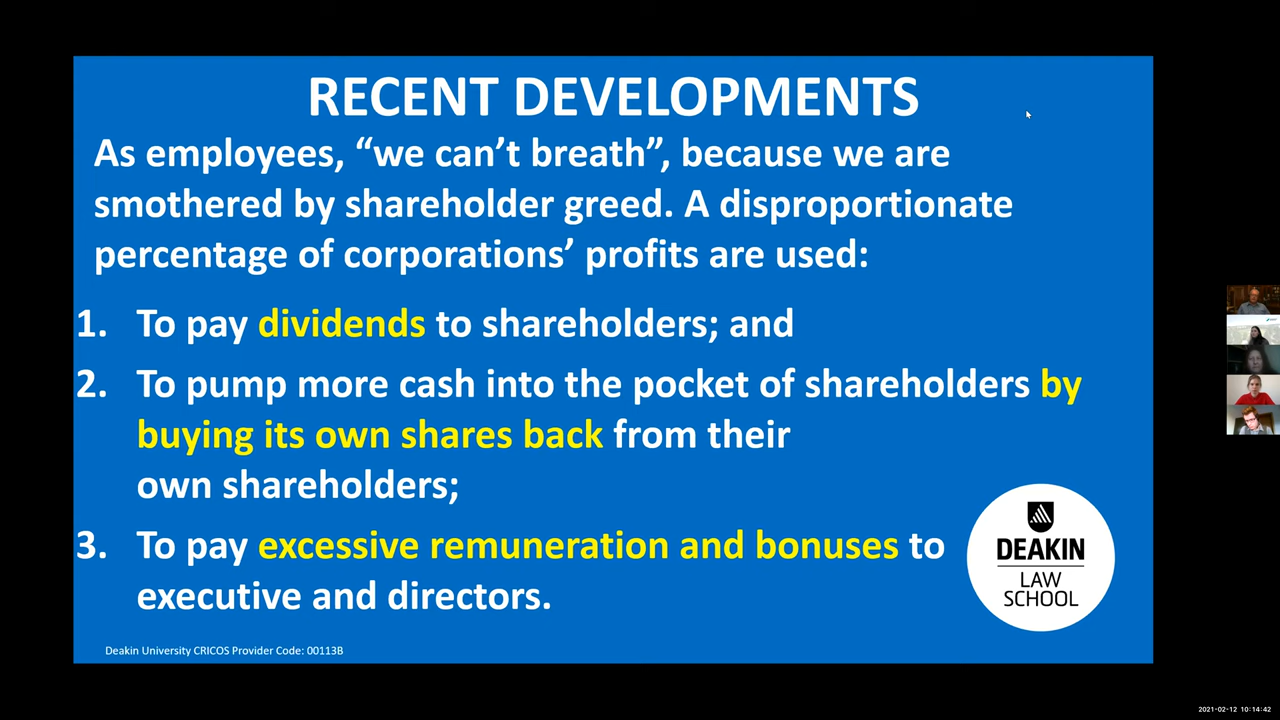 RECENT DEVELOPMENTS
As employees, “we can’t breath”, because we are
smothered by shareholder greed. A disproportionate
percentage of corporations’ profits are used:
1. To pay dividends to shareholders; and
2. To pump more cash into the pocket of shareholders by
buying its own shares back from their
own shareholders;
3. To pay excessive remuneration and bonuses to
executive and directors.
DEAKIN
LAW
SCHOOL
Deakin University CRICOS Provider Code: 00113B
2021-02-12 10:14:42